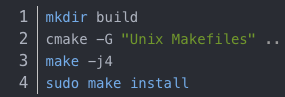 1 mkdir build
2 cmake -G "Unix Makefiles" ..
3 make -j4
4 sudo make install